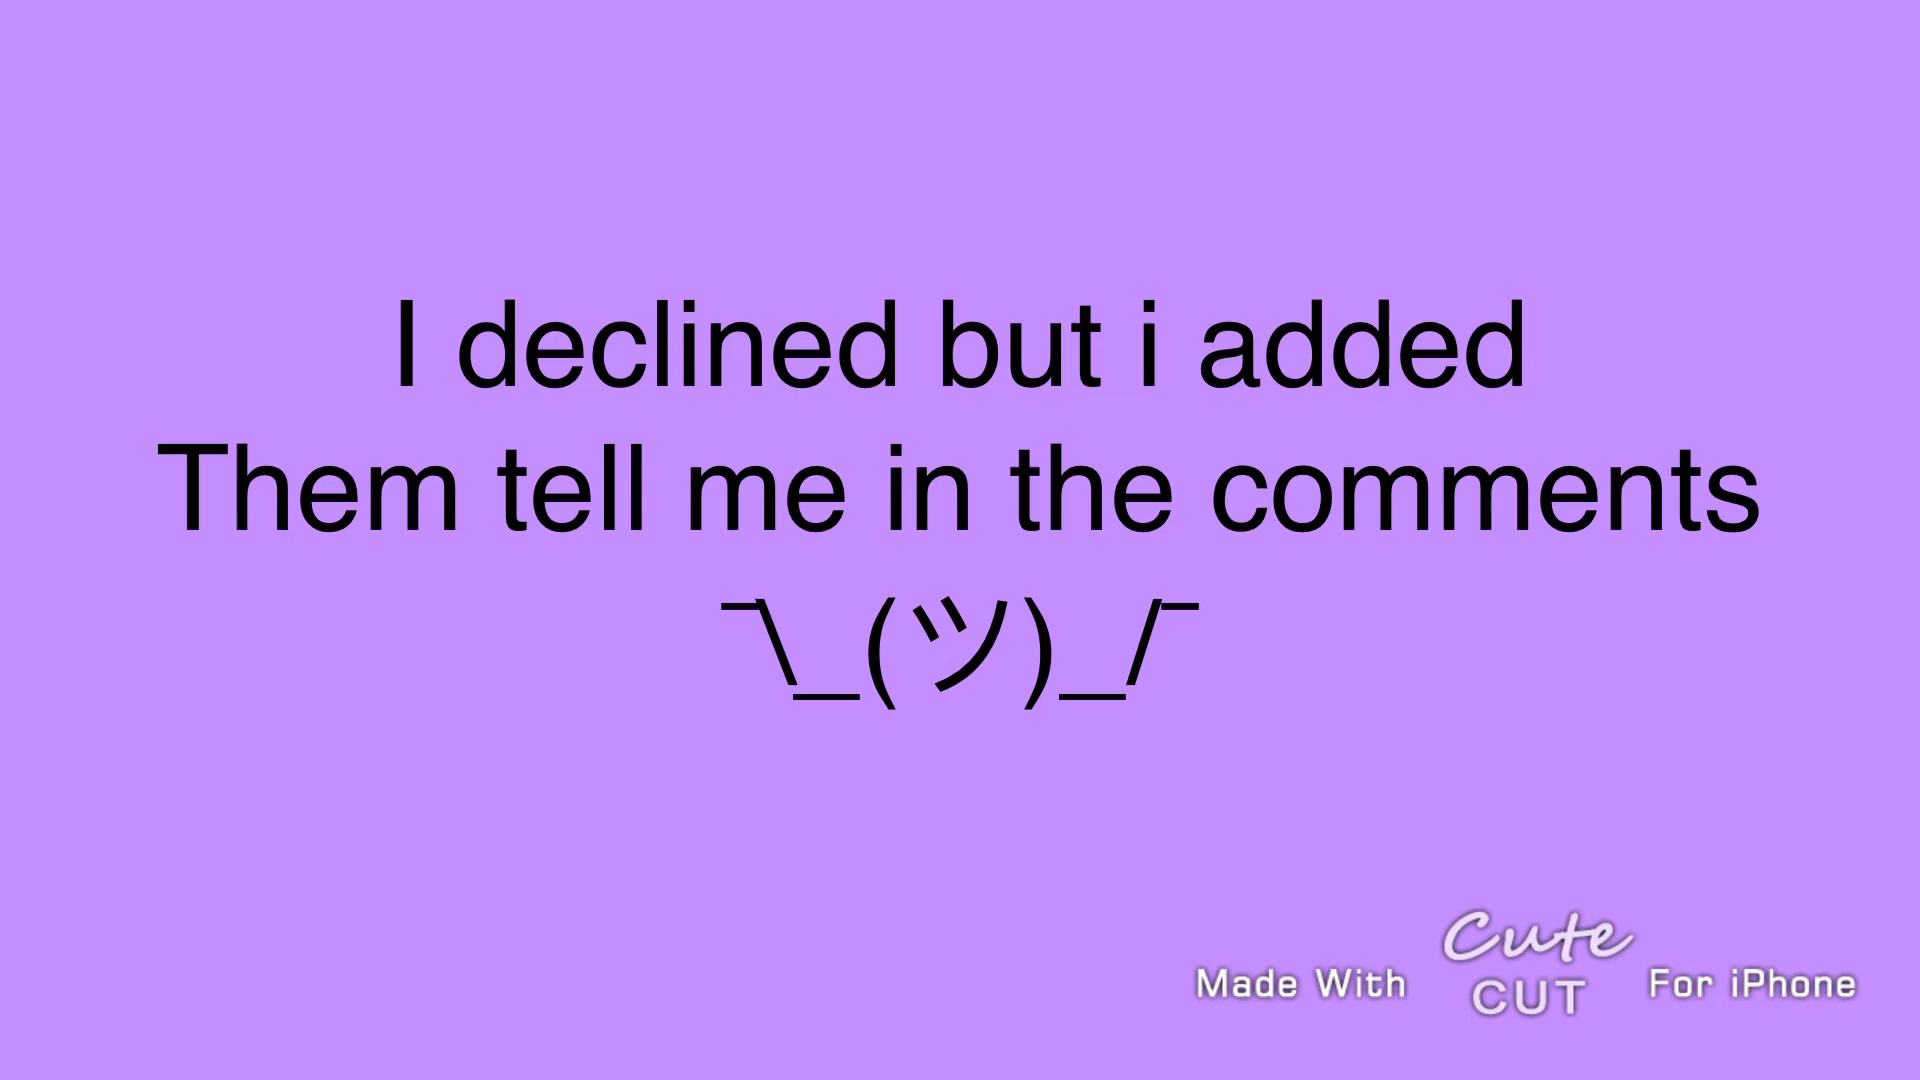 I declined but i added
Them tell me in the comments
¯\_(ツ)_/¯
Cute
Made With CUT For iPhone